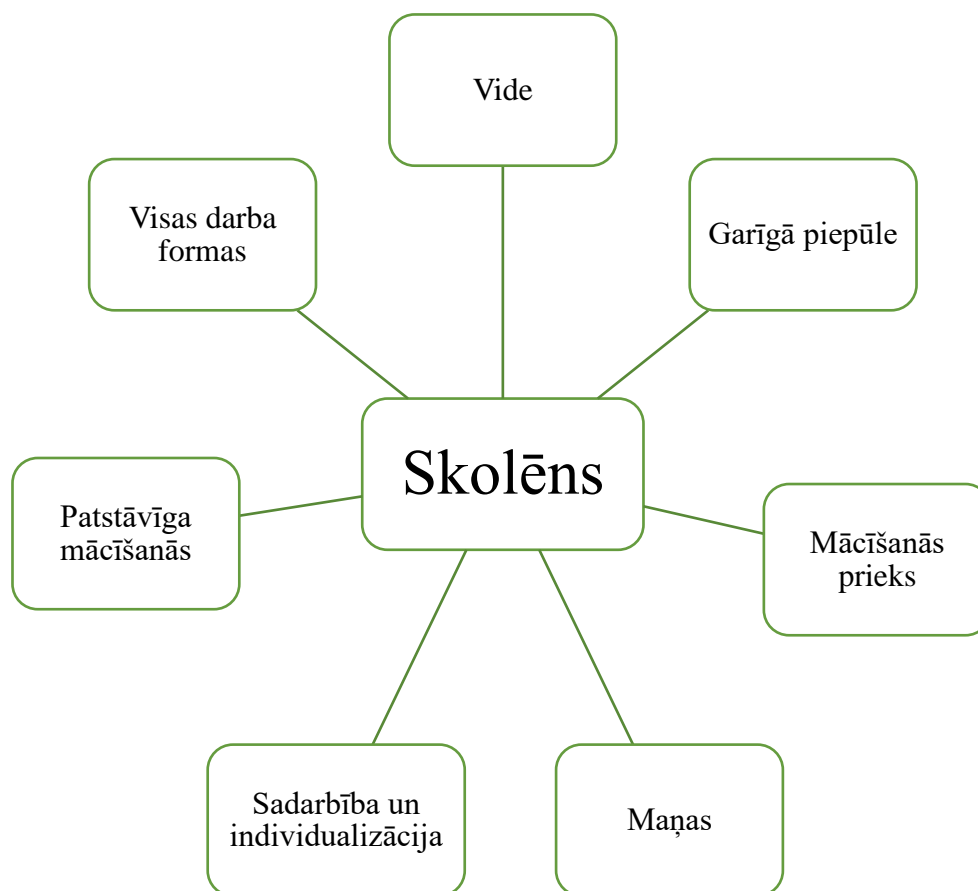 Vide
Visas darba
formas
Garīgā piepūle
Skolēns
Patstāvīga
mācīšanās
Mācīšanās
prieks
Sadarbība un
individualizācija
Maņas